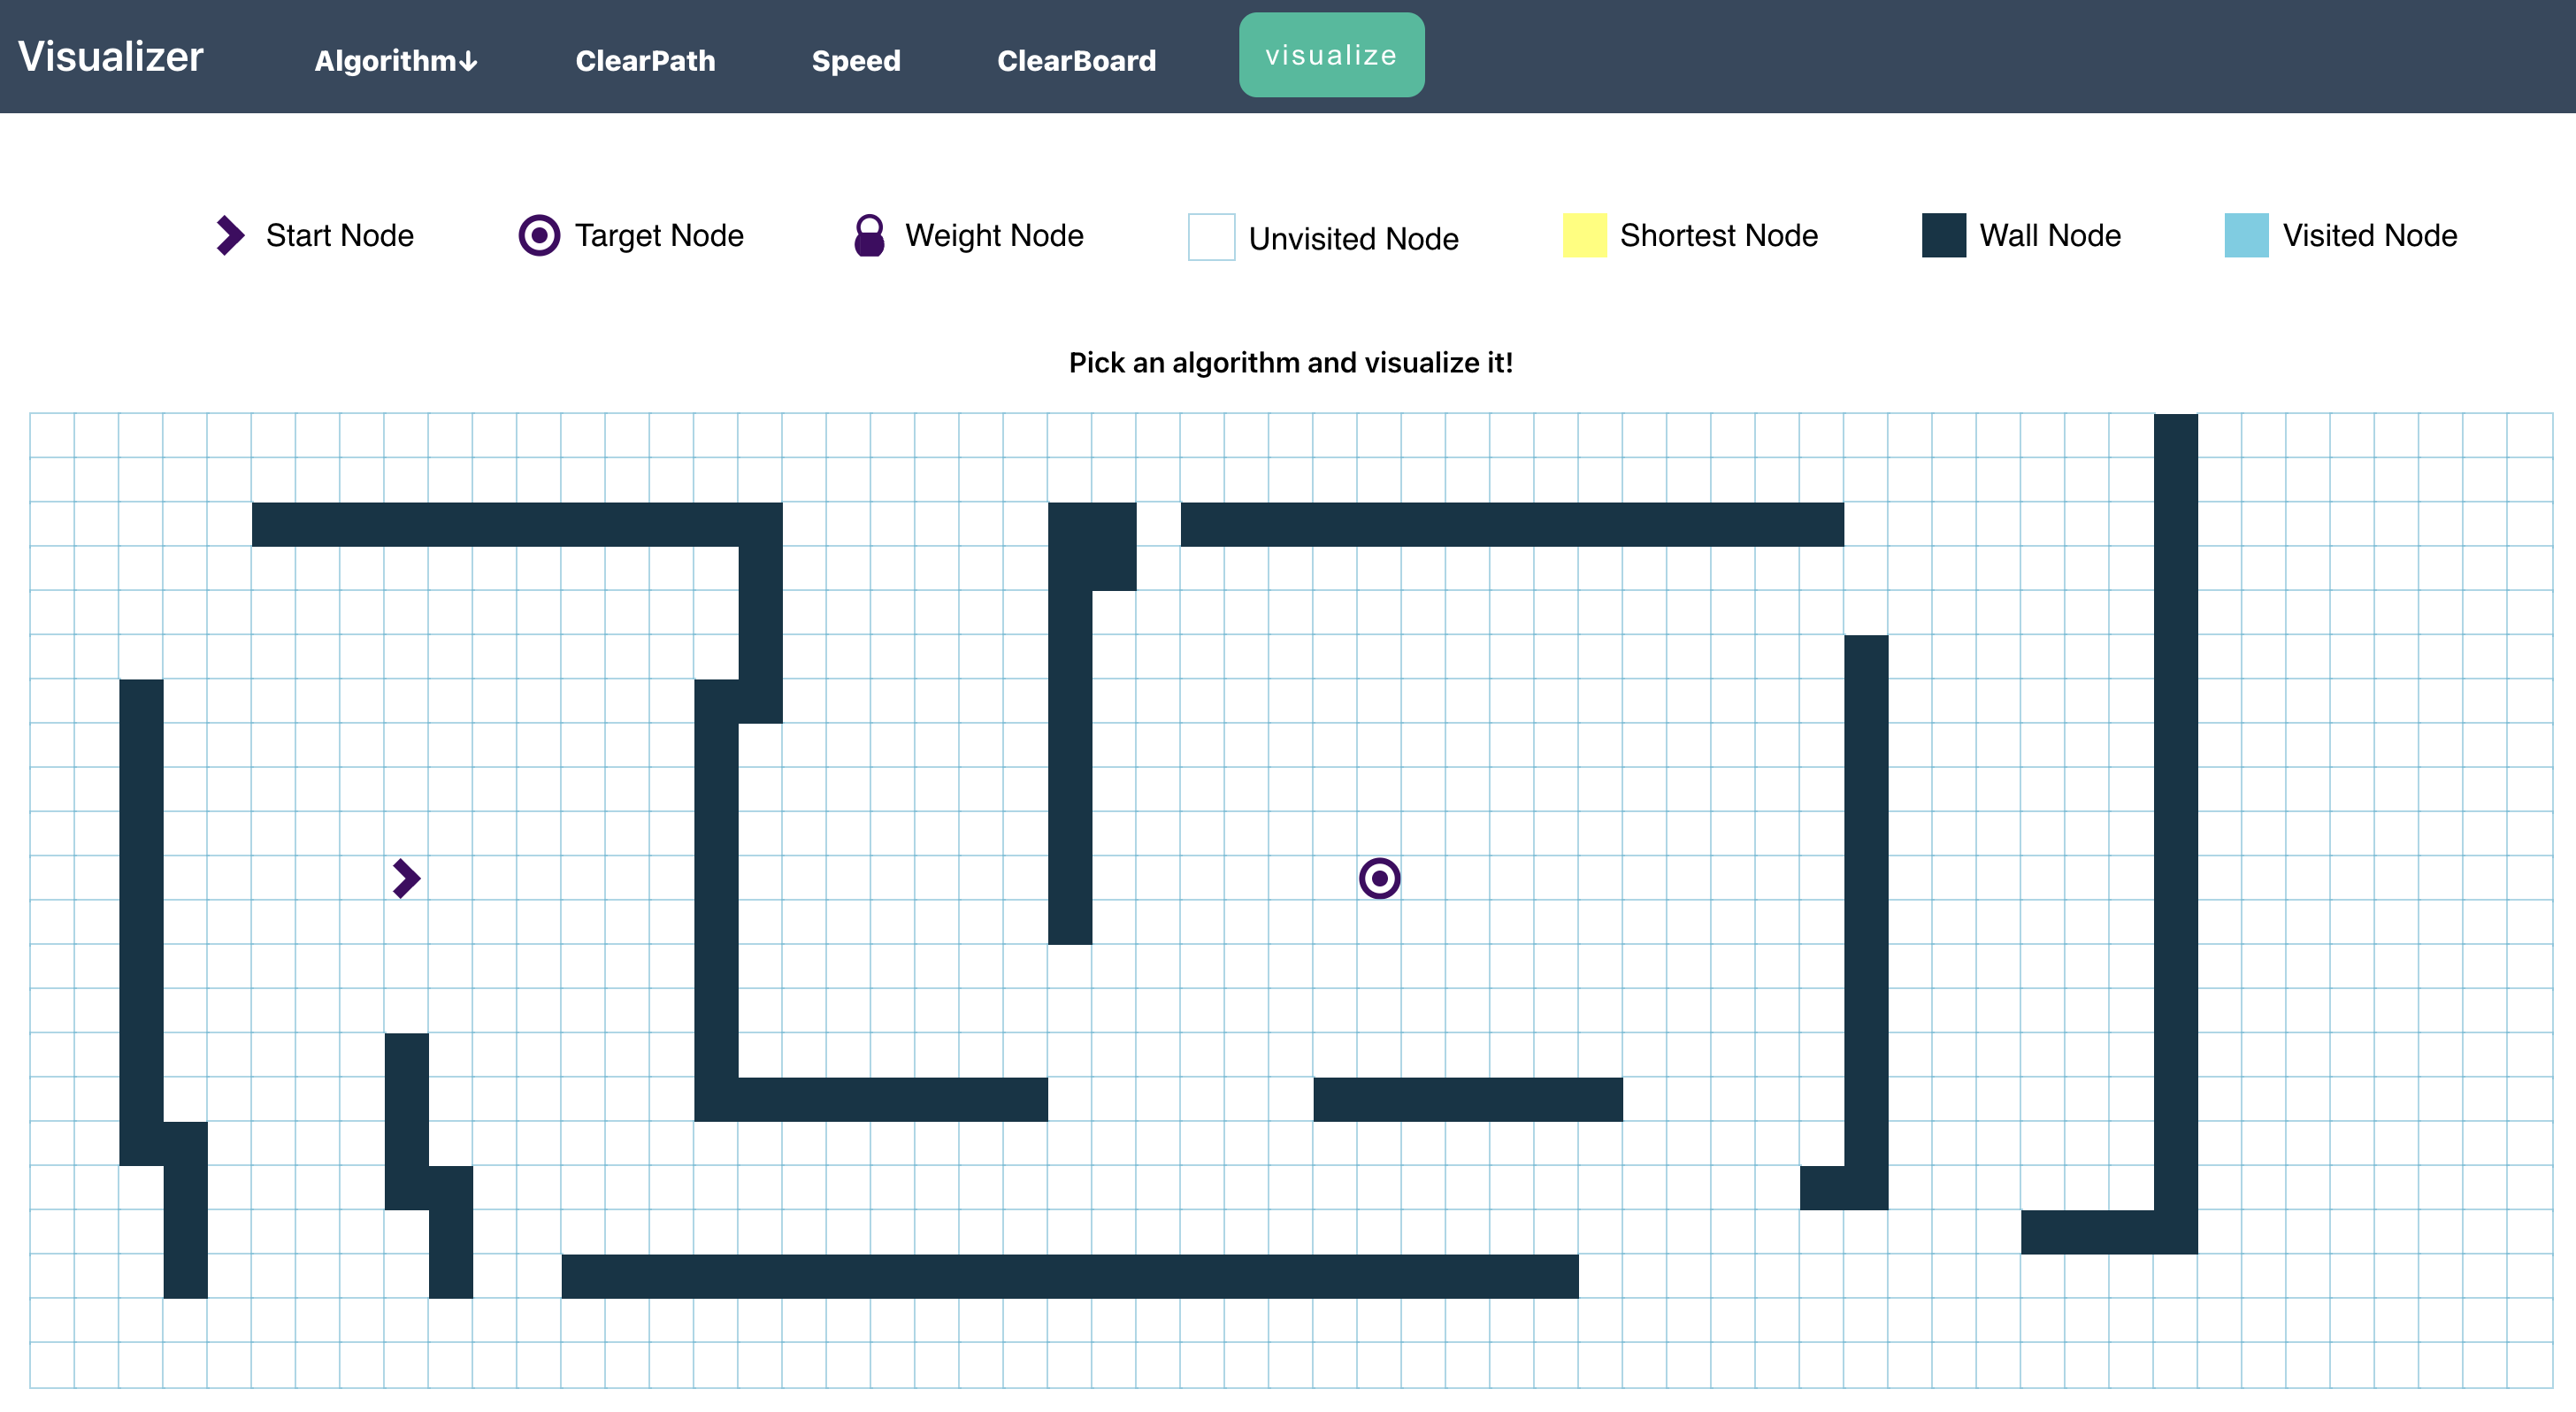 Visualizer Algorithm↓ ClearPath Speed ClearBoard visualize
Start Node Target Node Weight Node Unvisited Node Shortest Node Wall Node Visited Node
Pick an algorithm and visualize it!